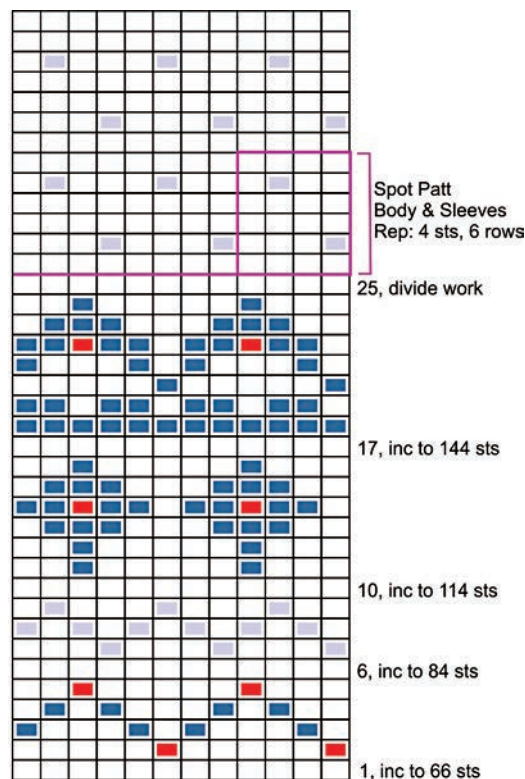 Spot Patt
Body & Sleeves
Rep: 4 sts, 6 rows
25, divide work
17, inc to 144 sts
10, inc to 114 sts
6, inc to 84 sts
1, inc to 66 sts